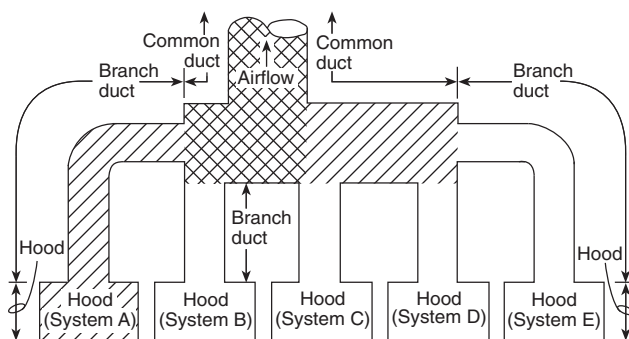 Common
duct
Common
duct
Branch
duct
Airflow
Branch
duct
Branch
duct
Hood
Hood
Hood
(System A)
Hood
(System B)
Hood
(System C)
Hood
(System D)
Hood
(System E)